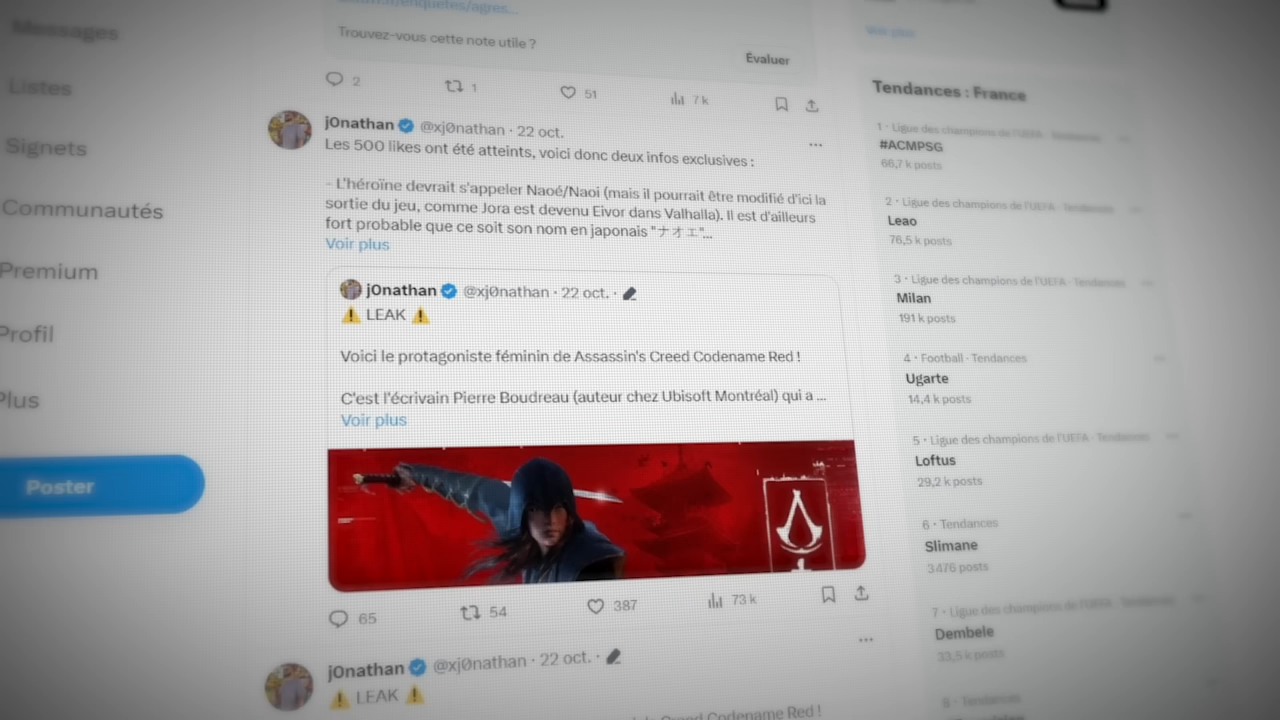 Messages
Listes
Signets
Communautés
Premium
Profil
Plus
Poster
Trouvez-vous cette note utile ?
Évaluer
2
1
51
7 k
j0nathan @xj0nathan · 22 oct.
Les 500 likes ont été atteints, voici donc deux infos exclusives :
- L'héroïne devrait s'appeler Naoé/Naoi (mais il pourrait être modifié d'ici la
sortie du jeu, comme Jora est devenu Eivor dans Valhalla). Il est d'ailleurs
fort probable que ce soit son nom en japonais "ナオエ"...
Voir plus
j0nathan @xj0nathan · 22 oct. ·
⚠️ LEAK ⚠️
Voici le protagoniste féminin de Assassin's Creed Codename Red !
C'est l'écrivain Pierre Boudreau (auteur chez Ubisoft Montréal) qui a ...
Voir plus
65
54
387
73 k
j0nathan @xj0nathan · 22 oct. ·
⚠️ LEAK ⚠️
Creed Codename Red !
Voir plus
Tendances : France
1 · Ligue des champions de l'UEFA · Tendances
#ACMPSG
66,7 k posts
2 · Ligue des champions de l'UEFA · Tendances
Leao
76,5 k posts
3 · Ligue des champions de l'UEFA · Tendances
Milan
191 k posts
4 · Football · Tendances
Ugarte
14,4 k posts
5 · Ligue des champions de l'UEFA · Tendances
Loftus
29,2 k posts
6 · Tendances
Slimane
3 476 posts
7 · Ligue des champions de l'UEFA · Tendances
Dembele
33,5 k posts
8 · Tendances